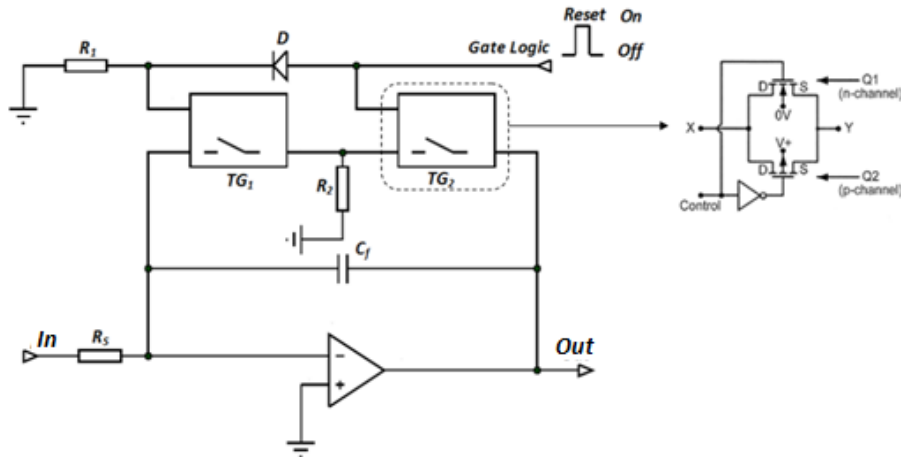 Reset On
Gate Logic Off
R1
D
TG1
R2
TG2
Cf
In
RS
-
+
Out
D S
Q1
(n-channel)
0V
X
Y
V+
D S
Q2
(p-channel)
Control